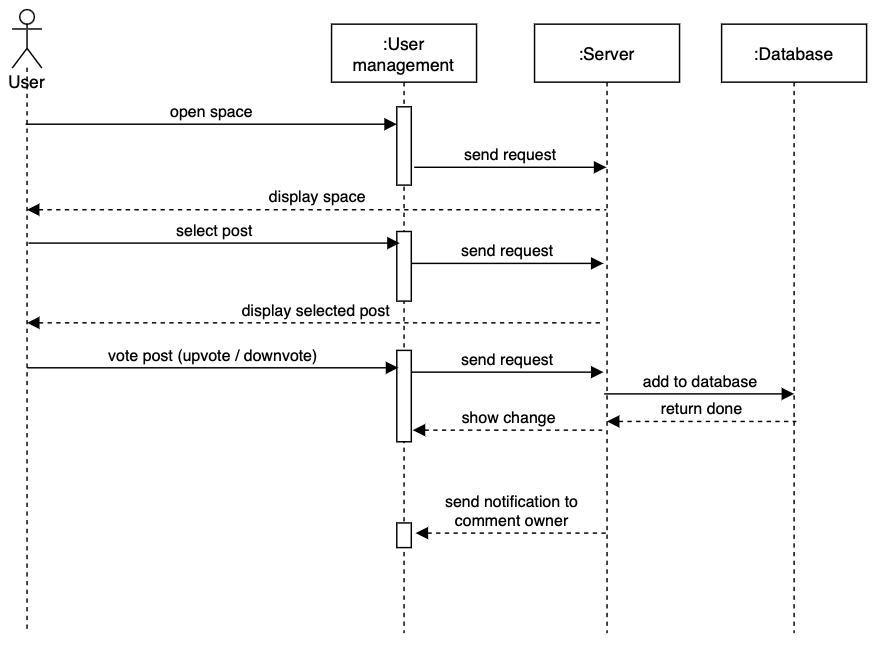 User
:User
management
:Server
:Database
open space
send request
display space
select post
send request
display selected post
vote post (upvote / downvote)
send request
add to database
return done
show change
send notification to
comment owner